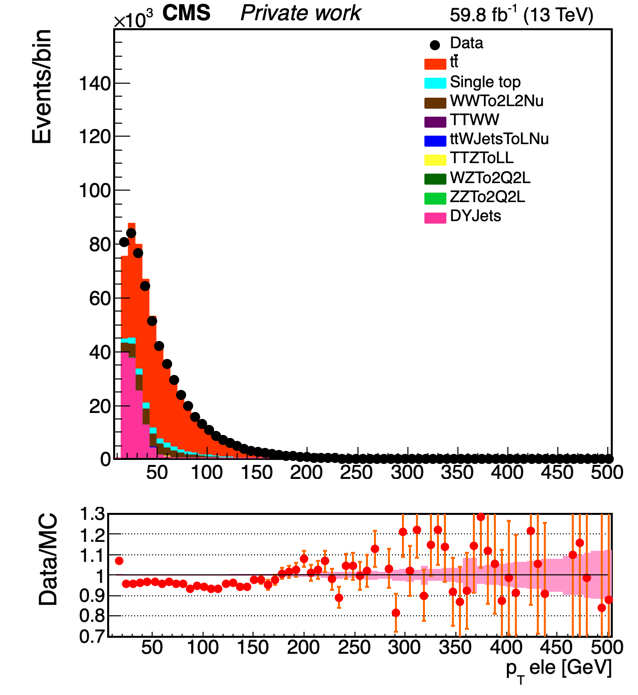 ×10³ CMS Private work 59.8 fb⁻¹ (13 TeV)
Events/bin
140
120
100
80
60
40
20
0
Data
tt̄
Single top
WWTo2L2Nu
TTWW
ttWJetsToLNu
TTZToLL
WZTo2Q2L
ZZTo2Q2L
DYJets
50 100 150 200 250 300 350 400 450 500
Data/MC
1.3
1.2
1.1
1
0.9
0.8
0.7
50 100 150 200 250 300 350 400 450 500
p_T ele [GeV]